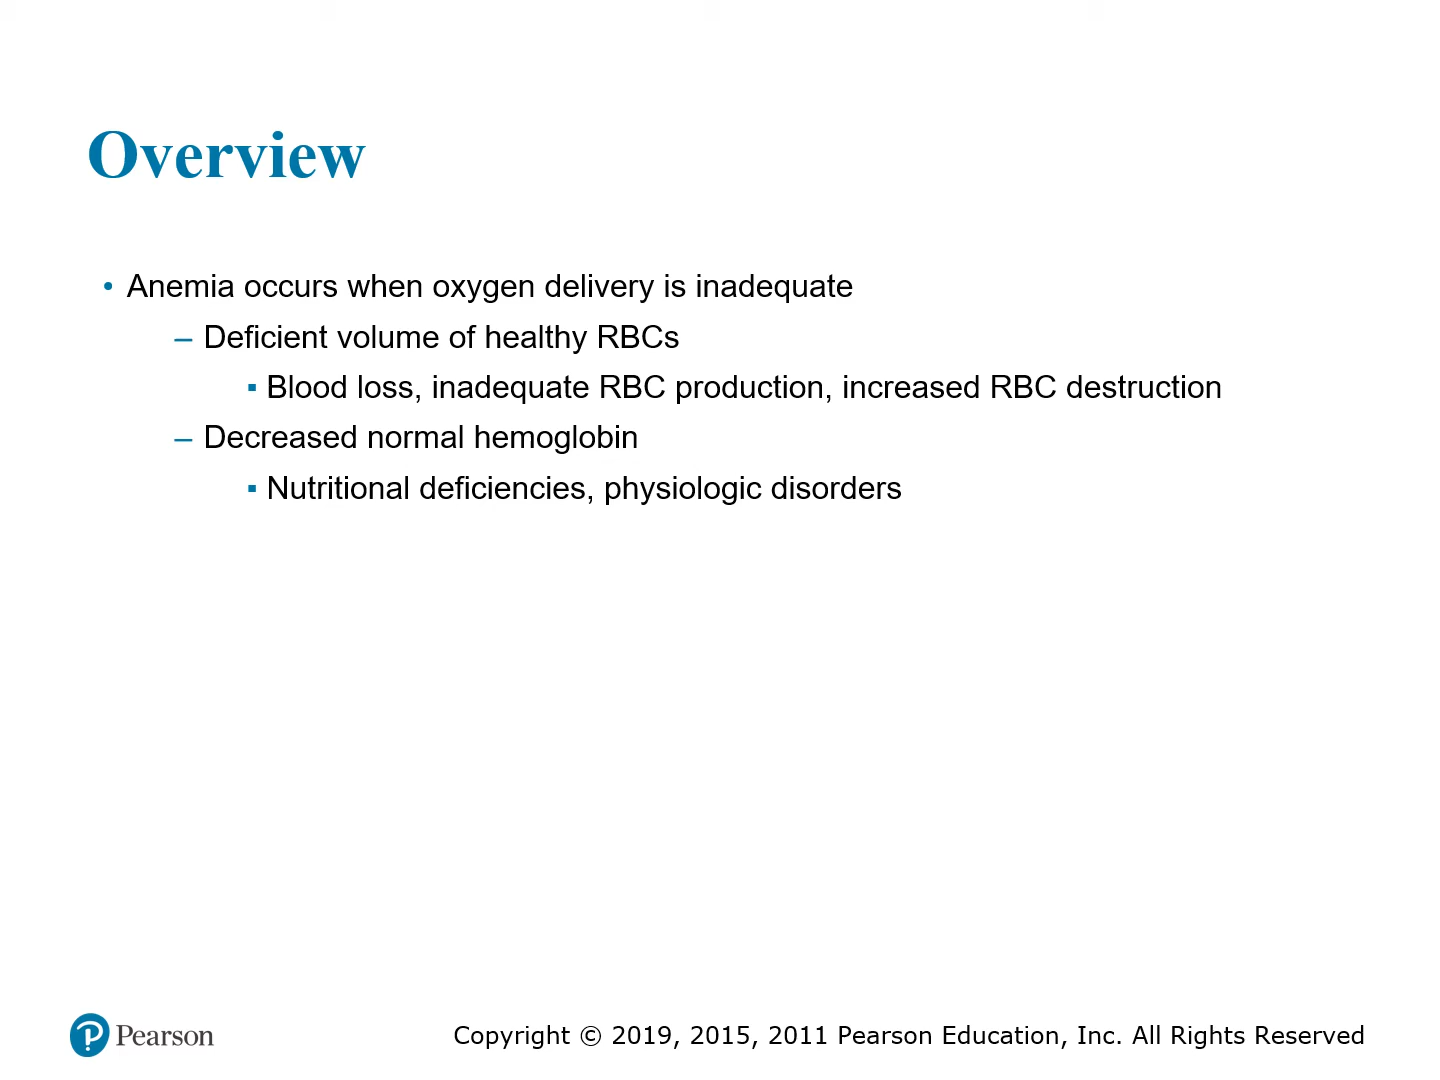 Overview
• Anemia occurs when oxygen delivery is inadequate
– Deficient volume of healthy RBCs
▪ Blood loss, inadequate RBC production, increased RBC destruction
– Decreased normal hemoglobin
▪ Nutritional deficiencies, physiologic disorders
Pearson
Copyright © 2019, 2015, 2011 Pearson Education, Inc. All Rights Reserved